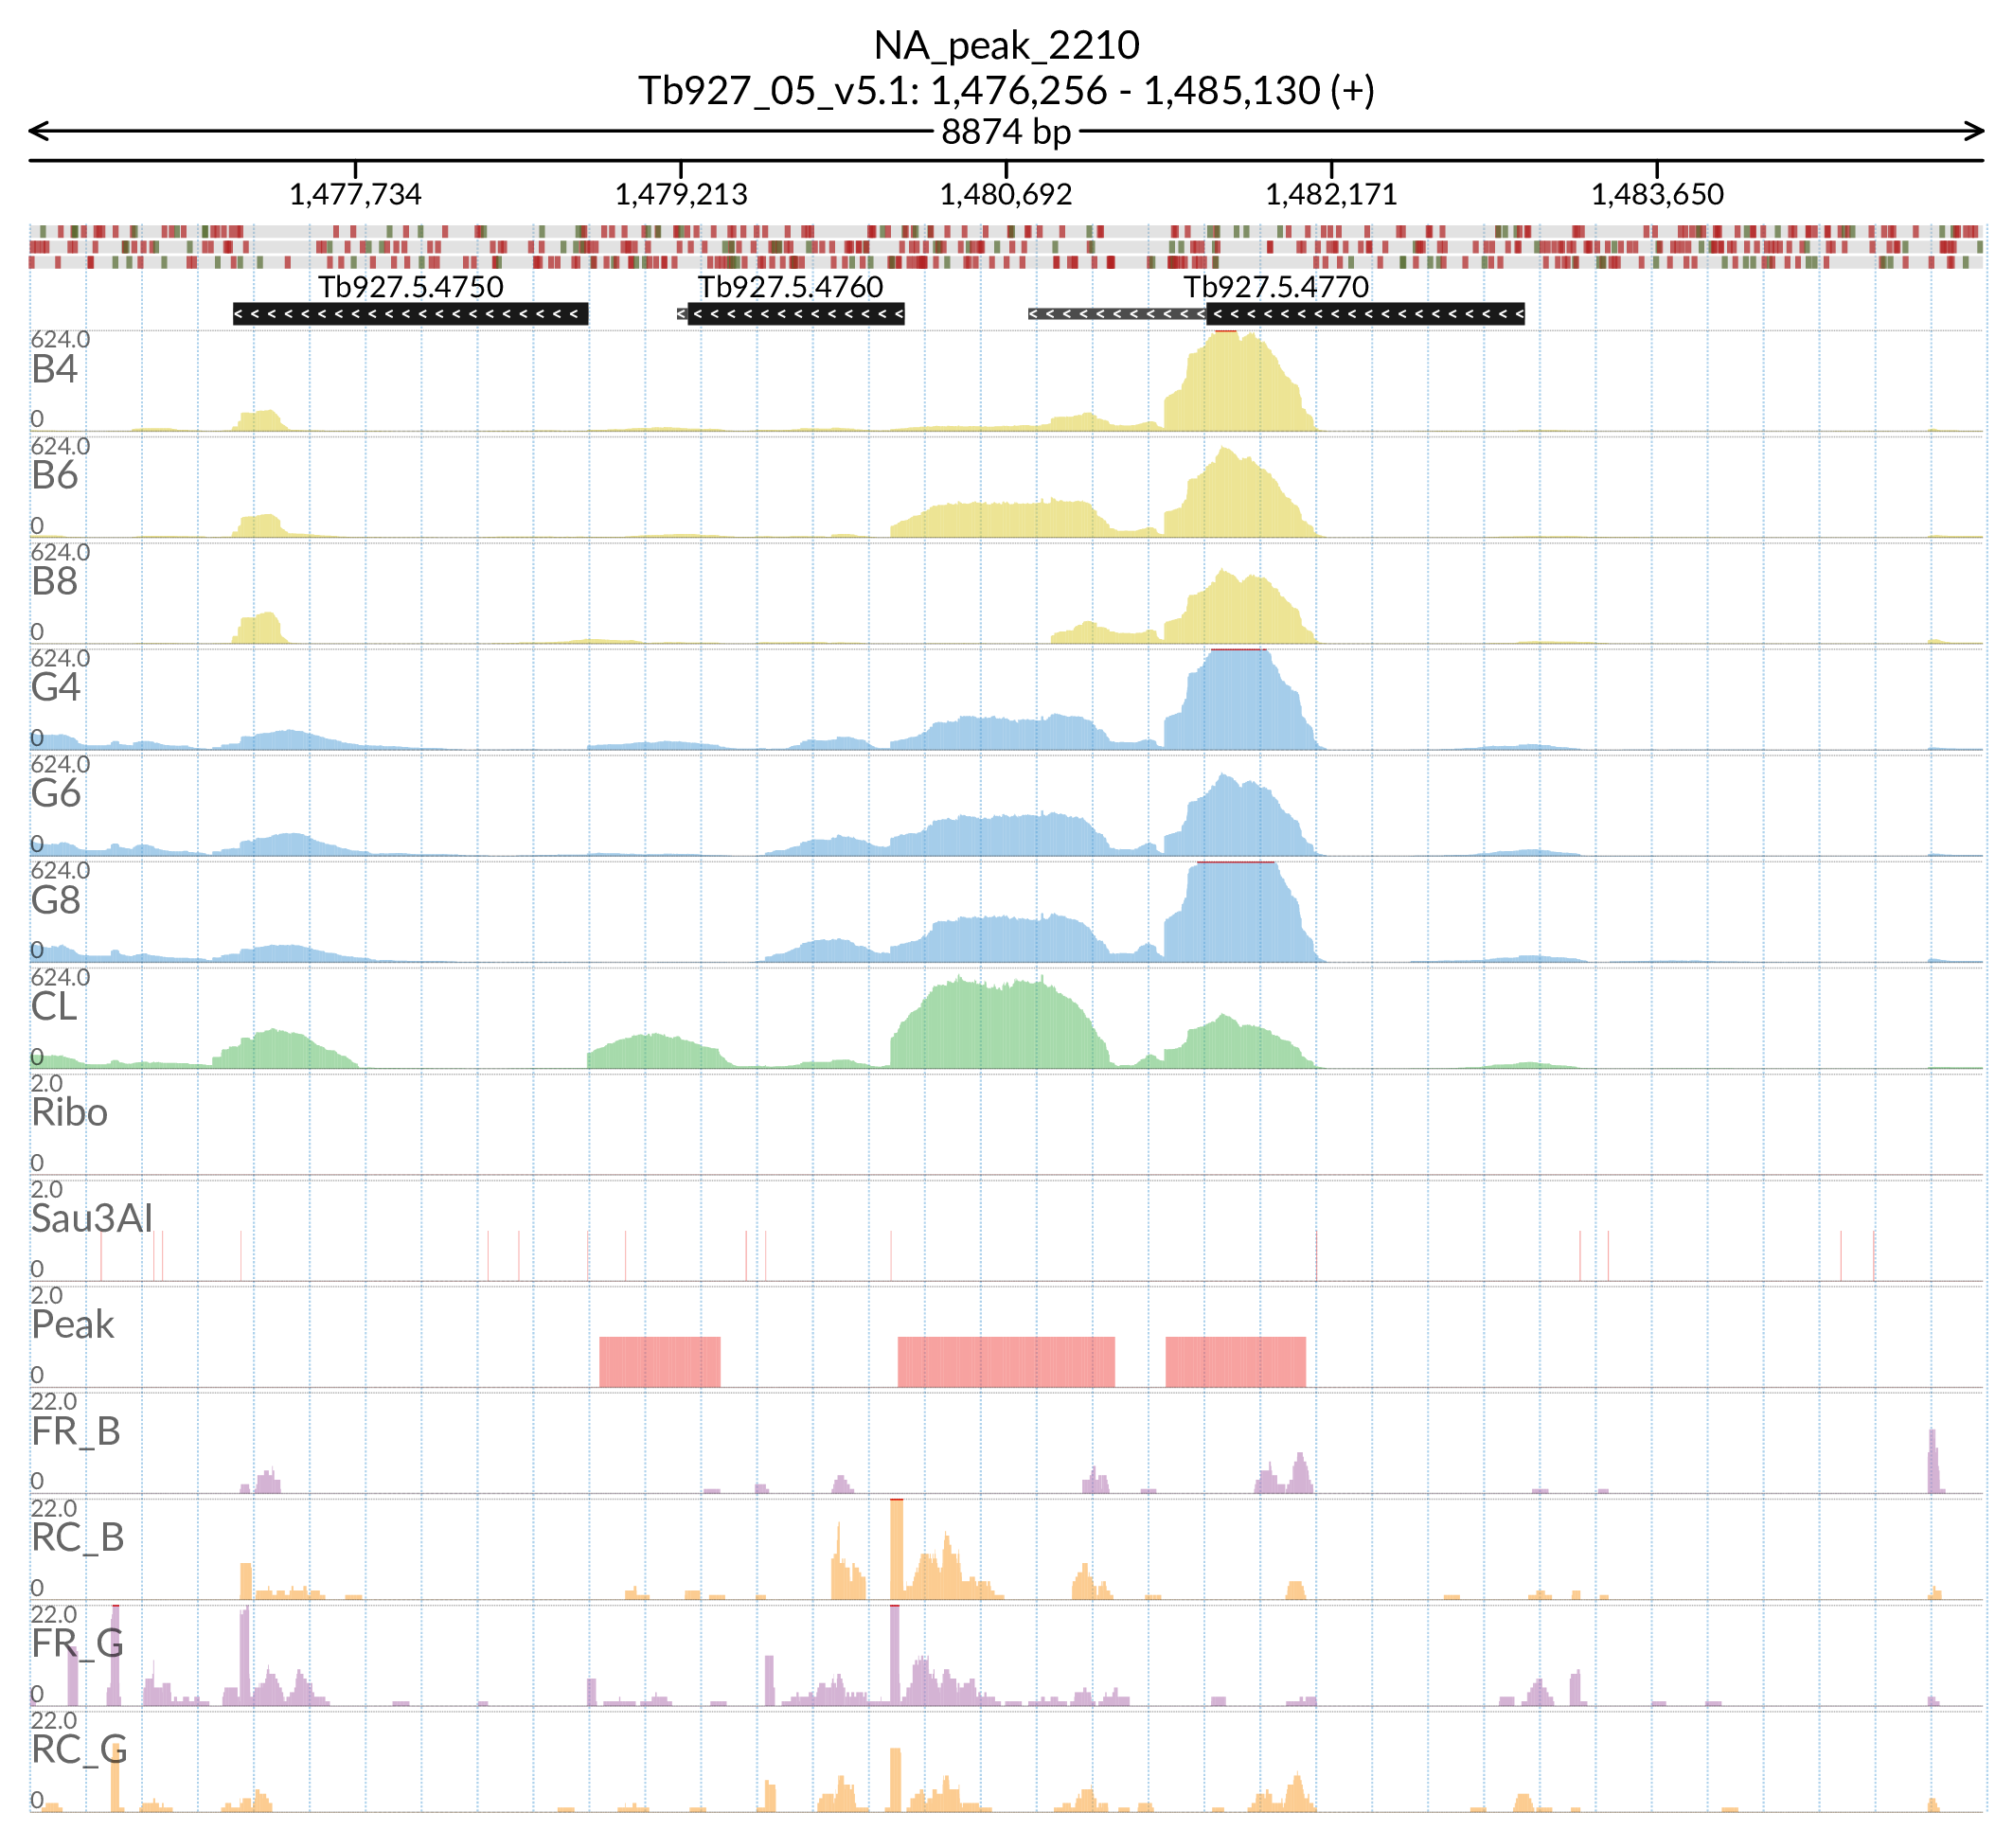 NA_peak_2210
Tb927_05_v5.1: 1,476,256 - 1,485,130 (+)
8874 bp
1,477,734 1,479,213 1,480,692 1,482,171 1,483,650
Tb927.5.4750 Tb927.5.4760 Tb927.5.4770
624.0
B4
0
624.0
B6
0
624.0
B8
0
624.0
G4
0
624.0
G6
0
624.0
G8
0
624.0
CL
0
2.0
Ribo
0
2.0
Sau3AI
0
2.0
Peak
0
22.0
FR_B
0
22.0
RC_B
0
22.0
FR_G
0
22.0
RC_G
0